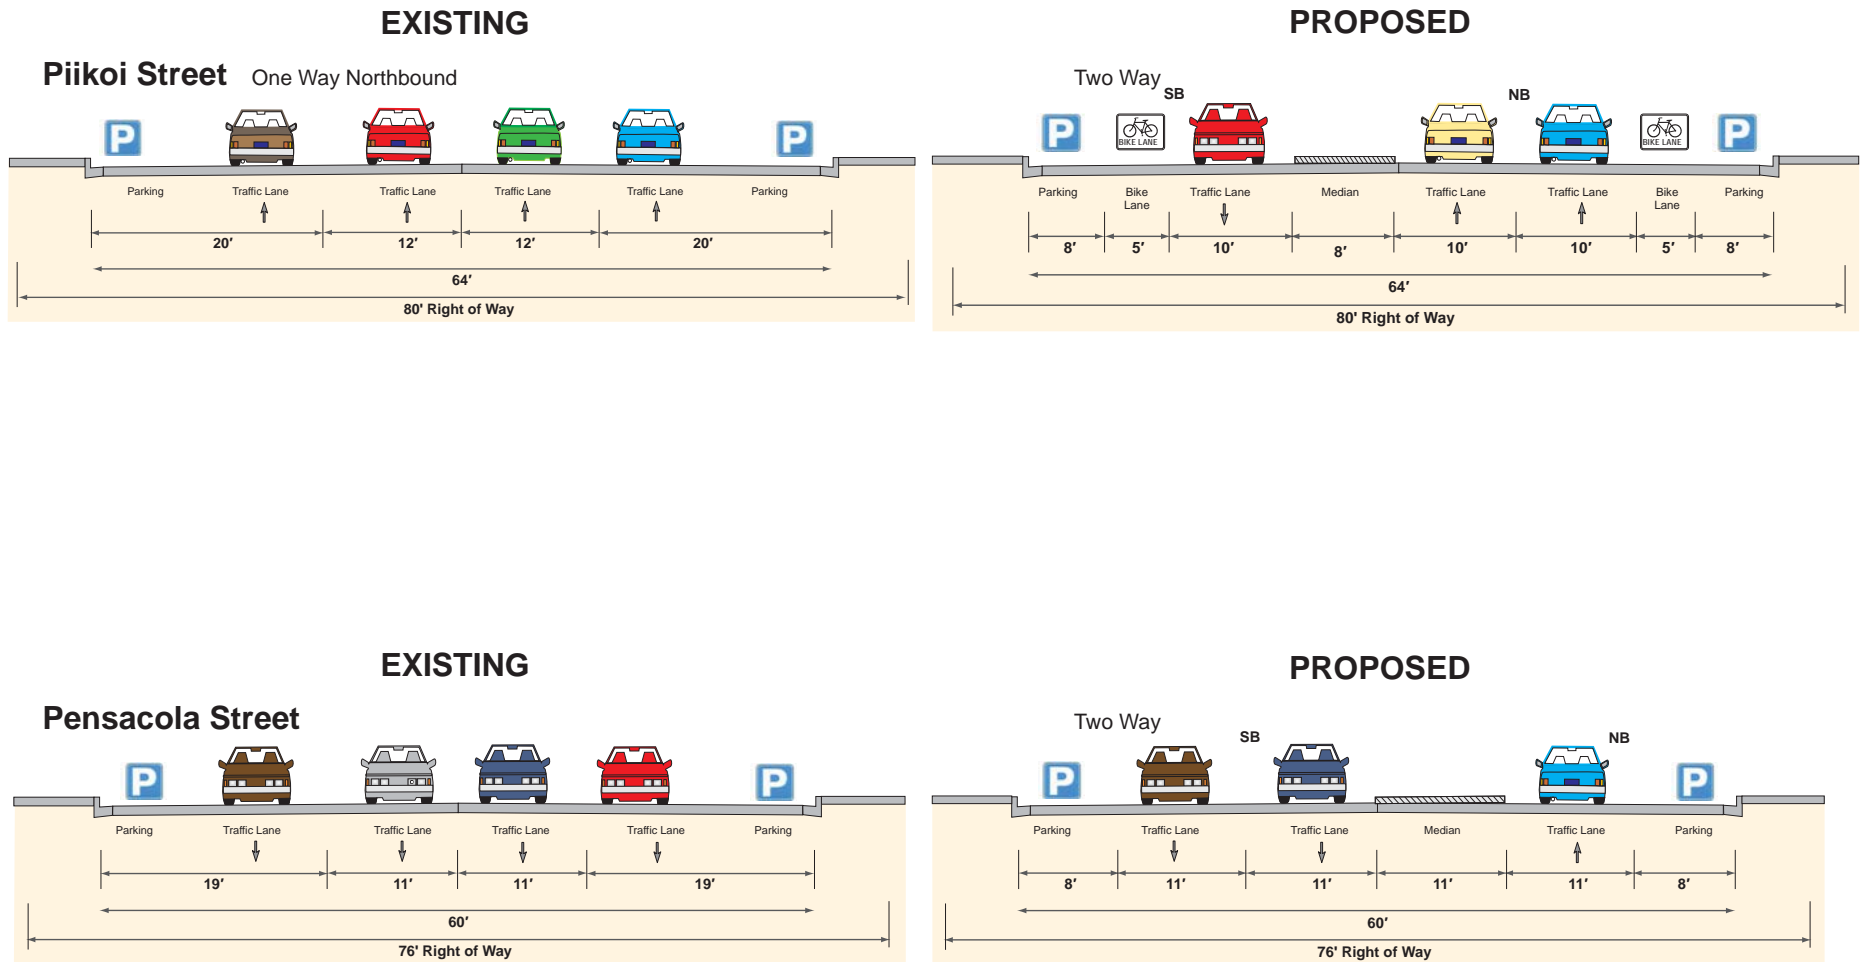 EXISTING
Piikoi Street One Way Northbound
P P
Parking Traffic Lane Traffic Lane Traffic Lane Traffic Lane Parking
20' 12' 12' 20'
64'
80' Right of Way
PROPOSED
Two Way
SB NB
P BIKE LANE BIKE LANE P
Parking Bike Lane Traffic Lane Median Traffic Lane Traffic Lane Bike Lane Parking
8' 5' 10' 8' 10' 10' 5' 8'
64'
80' Right of Way
EXISTING
Pensacola Street
P P
Parking Traffic Lane Traffic Lane Traffic Lane Traffic Lane Parking
19' 11' 11' 19'
60'
76' Right of Way
PROPOSED
Two Way
SB NB
P P
Parking Traffic Lane Traffic Lane Median Traffic Lane Parking
8' 11' 11' 11' 11' 8'
60'
76' Right of Way